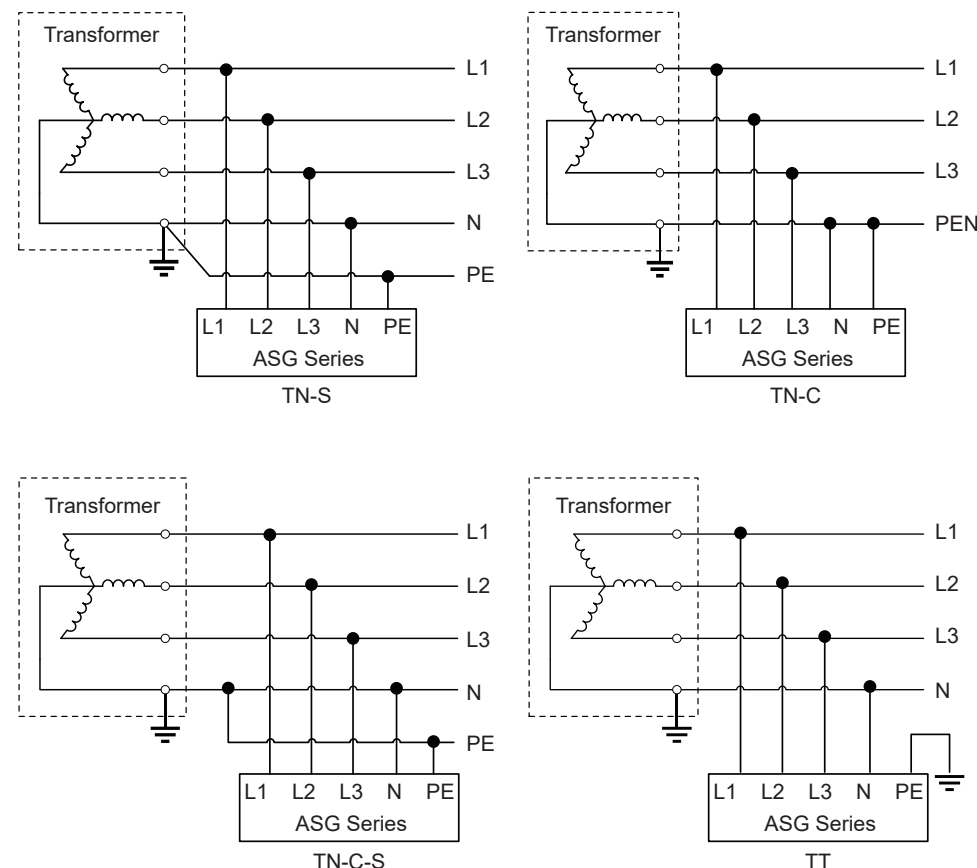 Transformer
L1
L2
L3
N
PE
L1 L2 L3 N PE
ASG Series
TN-S
Transformer
L1
L2
L3
PEN
L1 L2 L3 N PE
ASG Series
TN-C
Transformer
L1
L2
L3
N
PE
L1 L2 L3 N PE
ASG Series
TN-C-S
Transformer
L1
L2
L3
N
L1 L2 L3 N PE
ASG Series
TT